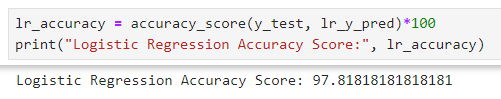 lr_accuracy = accuracy_score(y_test, lr_y_pred)*100
print("Logistic Regression Accuracy Score:", lr_accuracy)
Logistic Regression Accuracy Score: 97.81818181818181